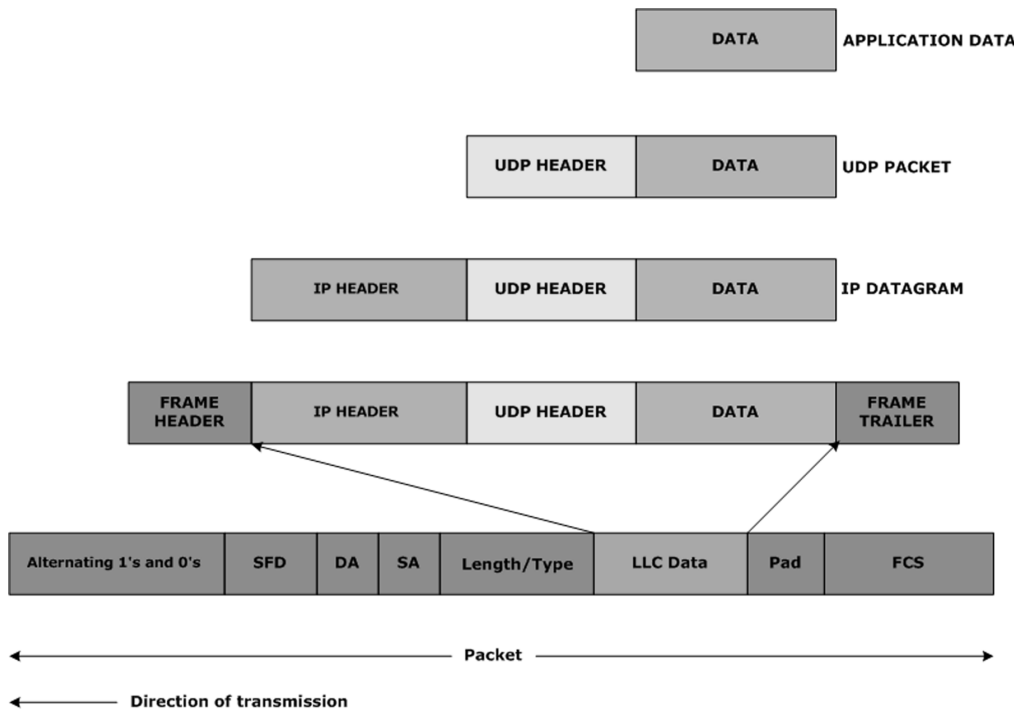 DATA
APPLICATION DATA
UDP HEADER
DATA
UDP PACKET
IP HEADER
UDP HEADER
DATA
IP DATAGRAM
FRAME
HEADER
IP HEADER
UDP HEADER
DATA
FRAME
TRAILER
Alternating 1's and 0's
SFD
DA
SA
Length/Type
LLC Data
Pad
FCS
Packet
Direction of transmission